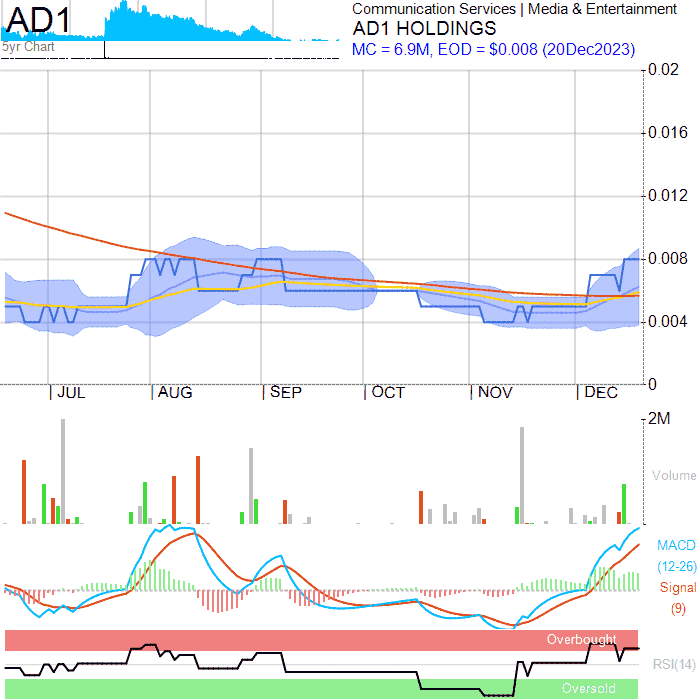 AD1
5yr Chart
Communication Services | Media & Entertainment
AD1 HOLDINGS
MC = 6.9M, EOD = $0.008 (20Dec2023)
0.02
0.016
0.012
0.008
0.004
0
JUL
AUG
SEP
OCT
NOV
DEC
2M
Volume
MACD
(12-26)
Signal
(9)
Overbought
RSI(14)
Oversold